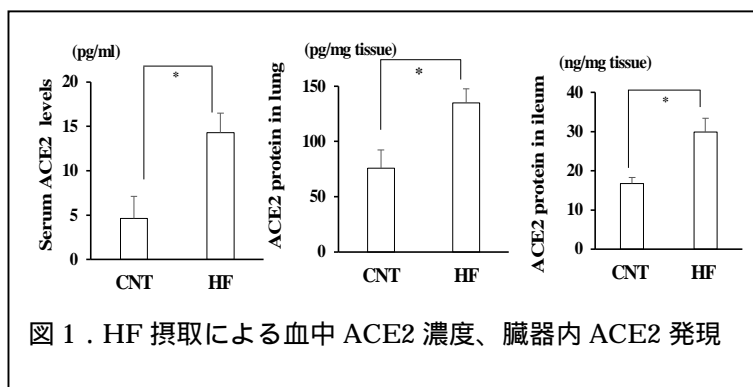 (pg/ml)
Serum ACE2 levels
20
15
10
5
0
*
CNT
HF
(pg/mg tissue)
ACE2 protein in lung
150
100
50
0
*
CNT
HF
(ng/mg tissue)
ACE2 protein in ileum
40
30
20
10
0
*
CNT
HF
図 1．HF 摂取による血中 ACE2 濃度、臓器内 ACE2 発現